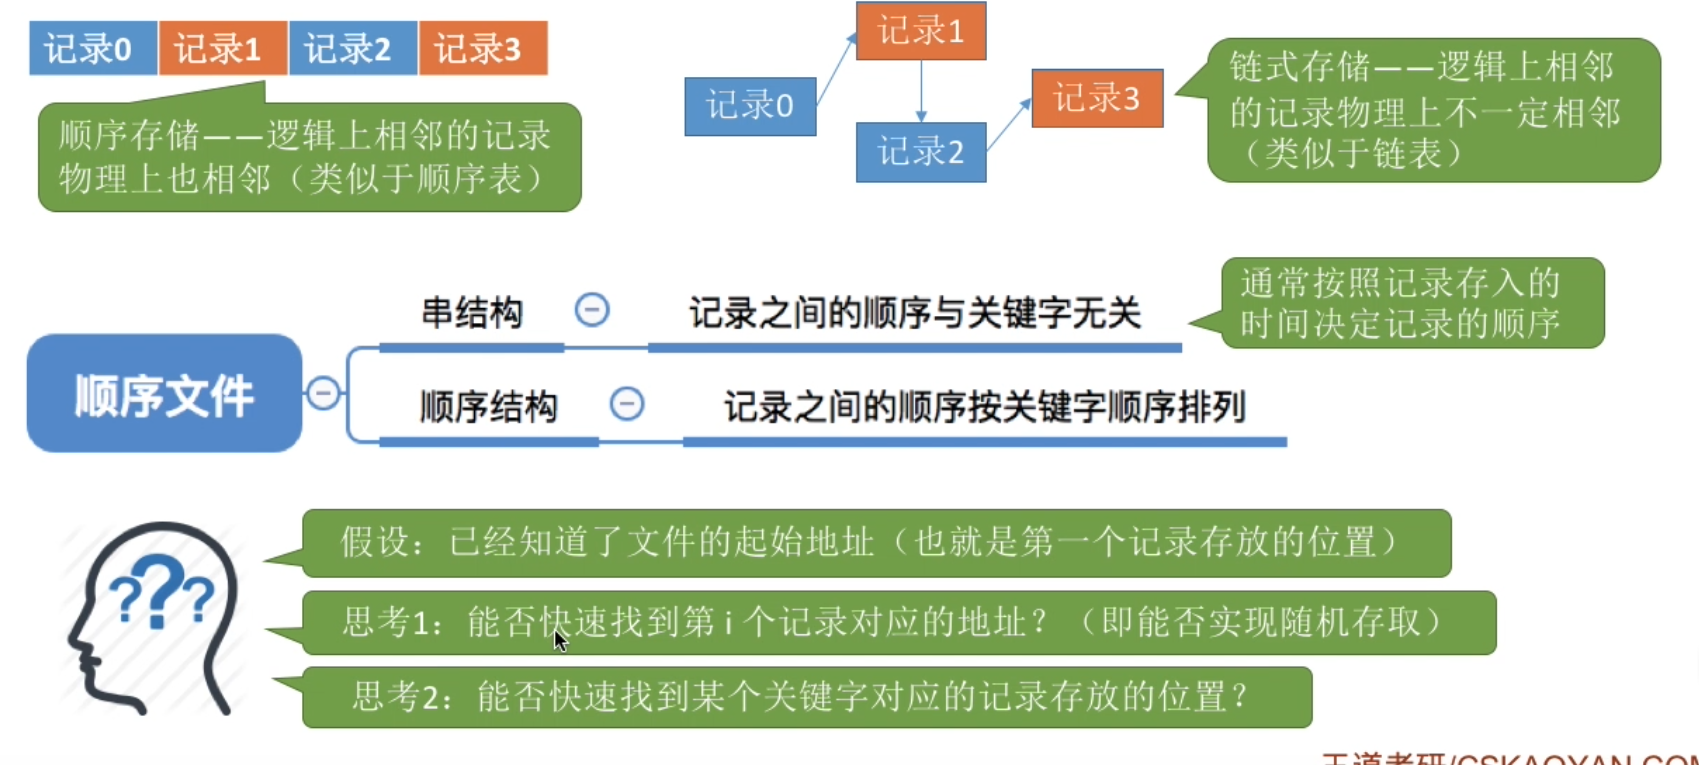 记录0 记录1 记录2 记录3
顺序存储——逻辑上相邻的记录
物理上也相邻（类似于顺序表）
记录0
记录1
记录2
记录3
链式存储——逻辑上相邻
的记录物理上不一定相邻
（类似于链表）
顺序文件
串结构
记录之间的顺序与关键字无关
通常按照记录存入的
时间决定记录的顺序
顺序结构
记录之间的顺序按关键字顺序排列
???
假设：已经知道了文件的起始地址（也就是第一个记录存放的位置）
思考1：能否快速找到第 i 个记录对应的地址？（即能否实现随机存取）
思考2：能否快速找到某个关键字对应的记录存放的位置？
王道考研/CSKAOYAN.COM